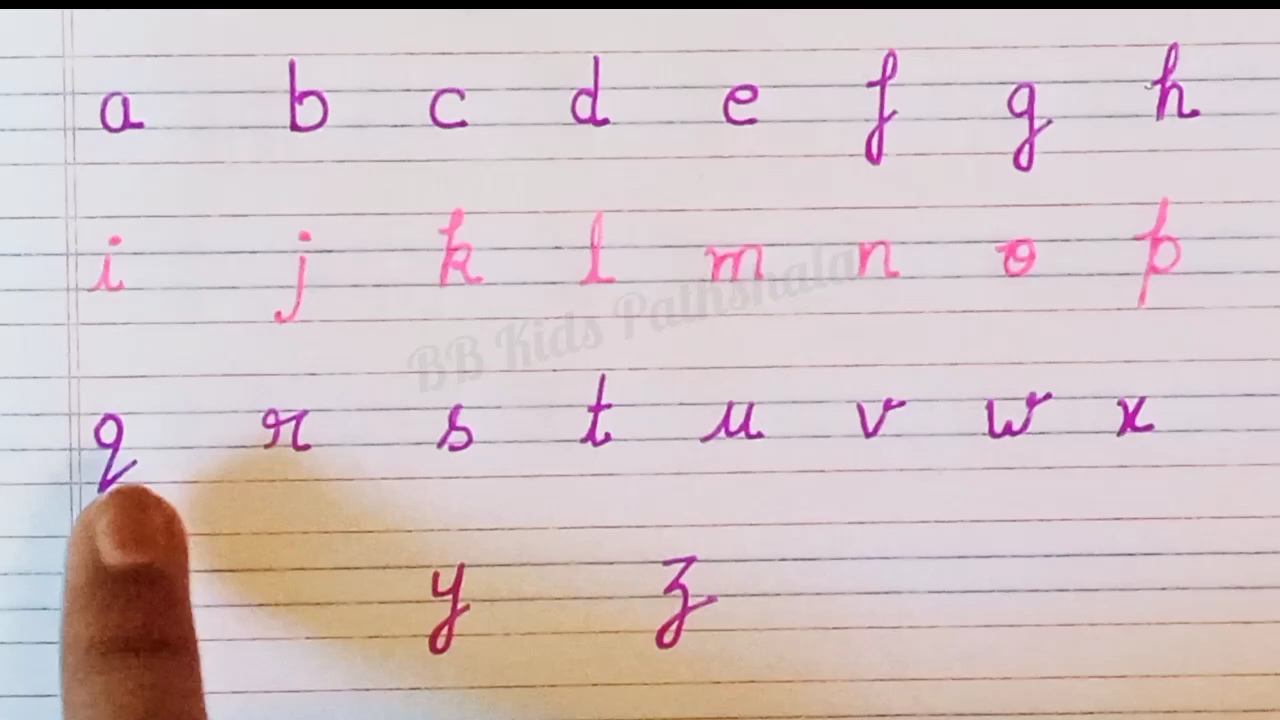 a b c d e f g h
i j k l m n o p
BB Kids Pathshala
q r s t u v w x
y z